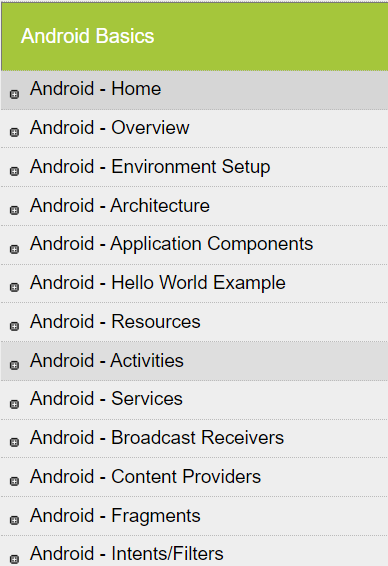 Android Basics
Android - Home
Android - Overview
Android - Environment Setup
Android - Architecture
Android - Application Components
Android - Hello World Example
Android - Resources
Android - Activities
Android - Services
Android - Broadcast Receivers
Android - Content Providers
Android - Fragments
Android - Intents/Filters